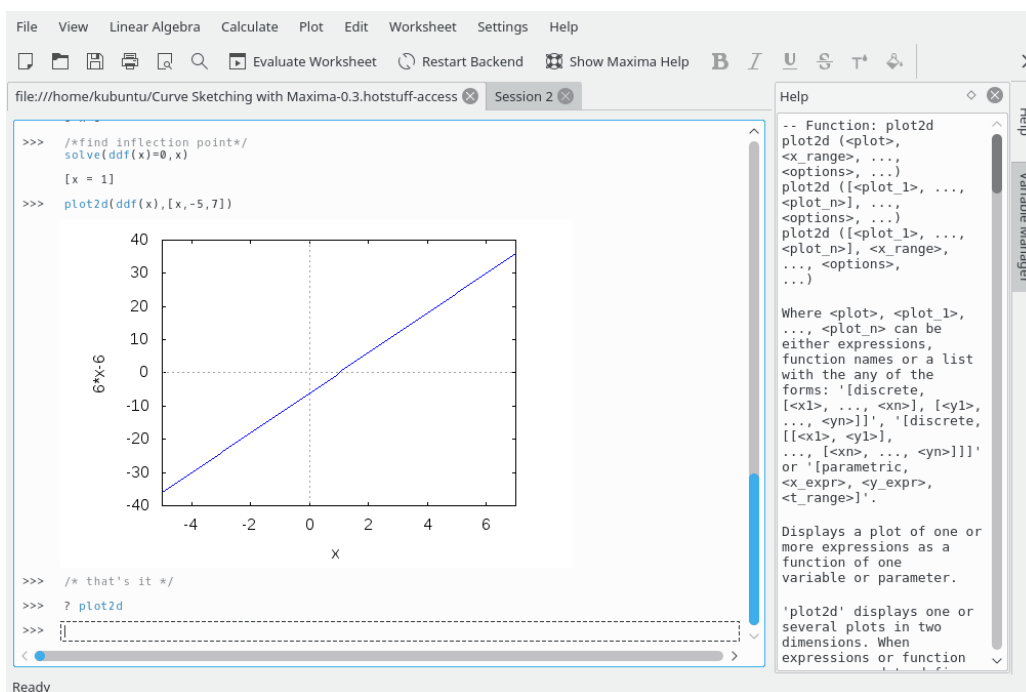 File View Linear Algebra Calculate Plot Edit Worksheet Settings Help
Evaluate Worksheet Restart Backend Show Maxima Help B I U S T
file:///home/kubuntu/Curve Sketching with Maxima-0.3.hotstuff-access Session 2
>>> /*find inflection point*/
solve(ddf(x)=0,x)
[x = 1]
>>> plot2d(ddf(x),[x,-5,7])
40
30
20
10
0
-10
-20
-30
-40
6*x-6
-4 -2 0 2 4 6
x
>>> /* that's it */
>>> ? plot2d
>>>
Ready
Help
-- Function: plot2d
plot2d (<plot>,
<x_range>, ...,
<options>, ...)
plot2d ([<plot_1>, ...,
<plot_n>], ...,
<options>, ...)
plot2d ([<plot_1>, ...,
<plot_n>], <x_range>,
..., <options>,
...)
Where <plot>, <plot_1>,
..., <plot_n> can be
either expressions,
function names or a list
with the any of the
forms: '[discrete,
[<x1>, ..., <xn>], [<y1>,
..., <yn>]]', '[discrete,
[[<x1>, <y1>],
..., [<xn>, ..., <yn>]]]'
or '[parametric,
<x_expr>, <y_expr>,
<t_range>]'.
Displays a plot of one or
more expressions as a
function of one
variable or parameter.
'plot2d' displays one or
several plots in two
dimensions. When
expressions or function
Help
Variable Manager